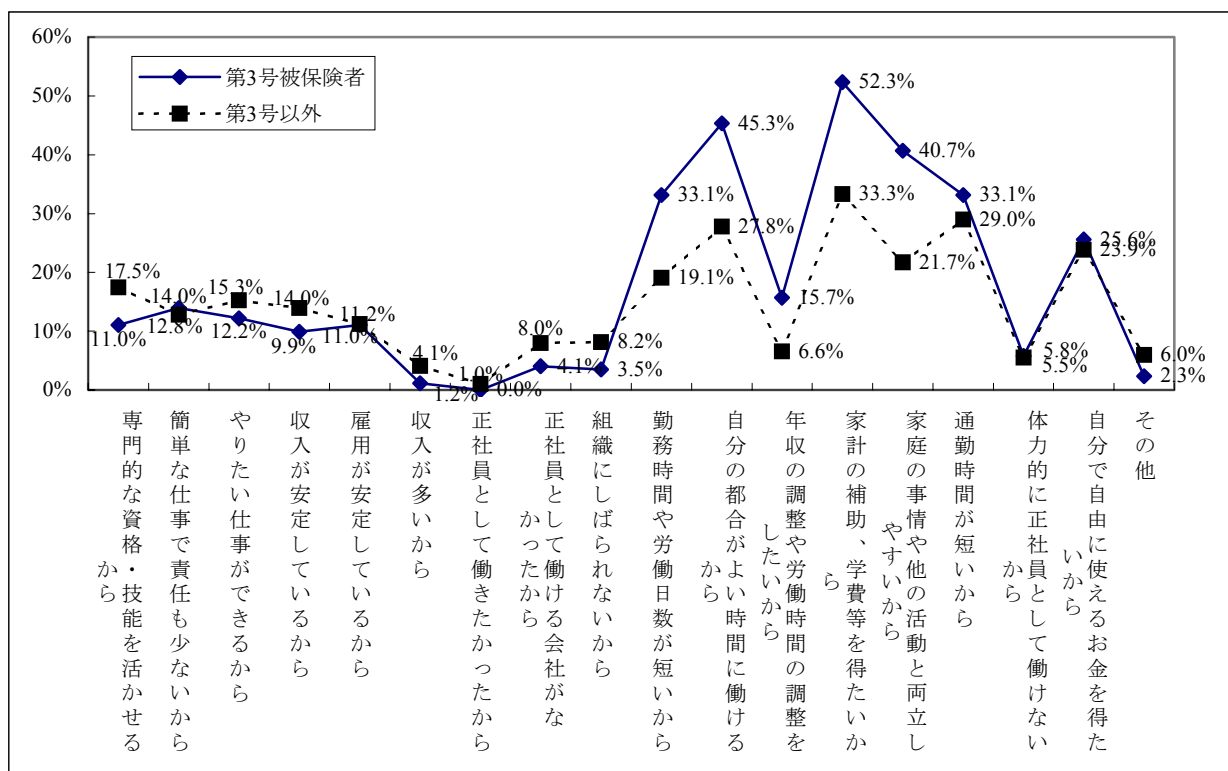 60%
50%
40%
30%
20%
10%
0%
第3号被保険者
第3号以外
17.5%
11.0%
14.0%
12.8%
15.3%
12.2%
14.0%
9.9%
11.2%
11.0%
4.1%
1.2%
1.0%
0.0%
8.0%
4.1%
8.2%
3.5%
33.1%
19.1%
45.3%
27.8%
15.7%
6.6%
52.3%
33.3%
40.7%
21.7%
33.1%
29.0%
5.8%
5.5%
25.6%
23.9%
6.0%
2.3%
専門的な資格・技能を活かせる
から
簡単な仕事で責任も少ないから
やりたい仕事ができるから
収入が安定しているから
雇用が安定しているから
収入が多いから
正社員として働きたかったから
正社員として働ける会社がな
かったから
組織にしばられないから
勤務時間や労働日数が短いから
自分の都合がよい時間に働ける
から
年収の調整や労働時間の調整を
したいから
家計の補助、学費等を得たいか
ら
家庭の事情や他の活動と両立し
やすいから
通勤時間が短いから
体力的に正社員として働けない
から
自分で自由に使えるお金を得た
いから
その他